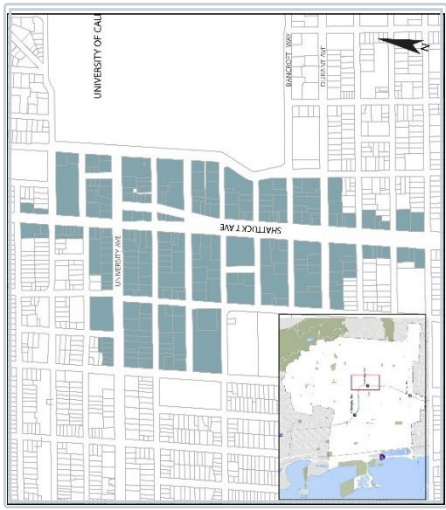 UNIVERSITY OF CALI
BANCROFT WAY
DURANT AVE
SHATTUCK AVE
UNIVERSITY AVE
N